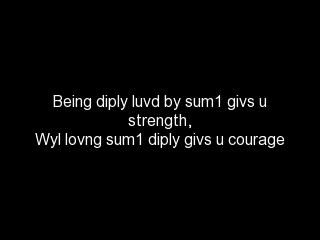 Being diply luvd by sum1 givs u
strength,
Wyl lovng sum1 diply givs u courage